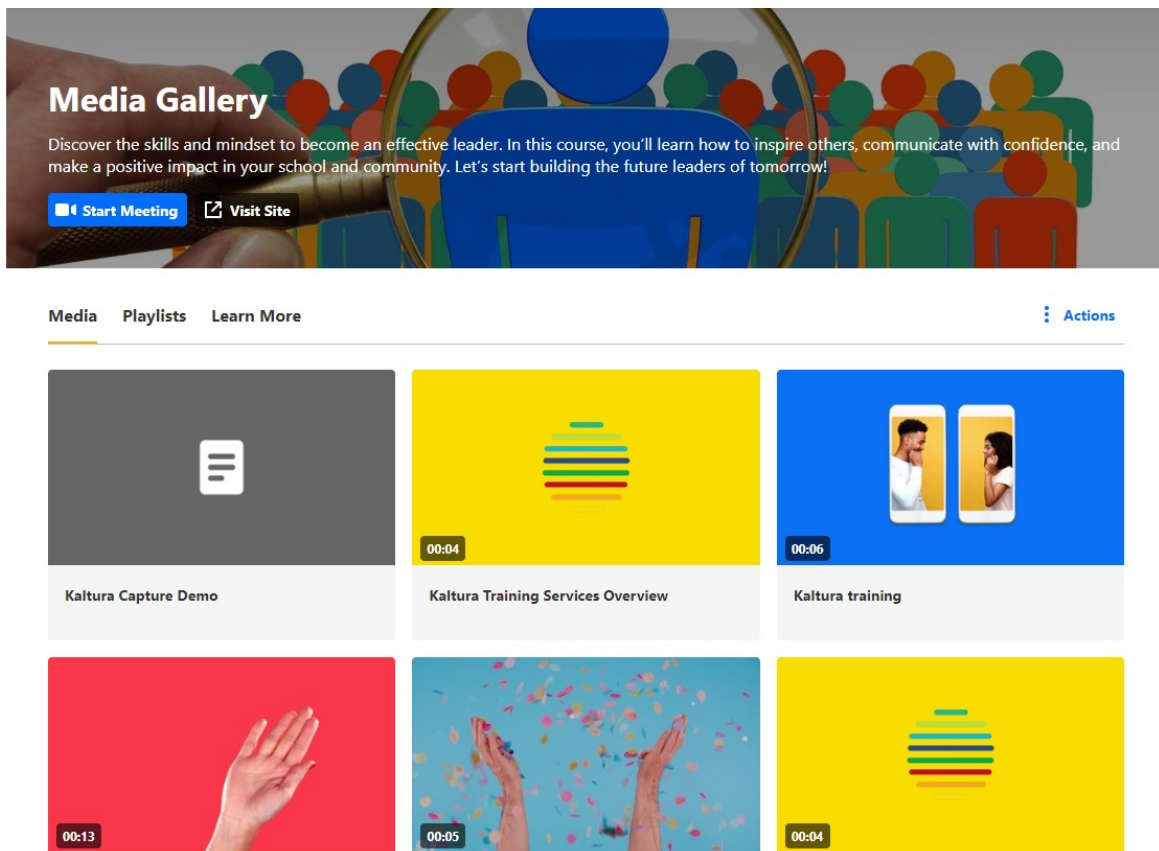 Media Gallery
Discover the skills and mindset to become an effective leader. In this course, you'll learn how to inspire others, communicate with confidence, and
make a positive impact in your school and community. Let's start building the future leaders of tomorrow!
Start Meeting Visit Site
Media Playlists Learn More Actions
00:04 00:06
Kaltura Capture Demo Kaltura Training Services Overview Kaltura training
00:13 00:05 00:04